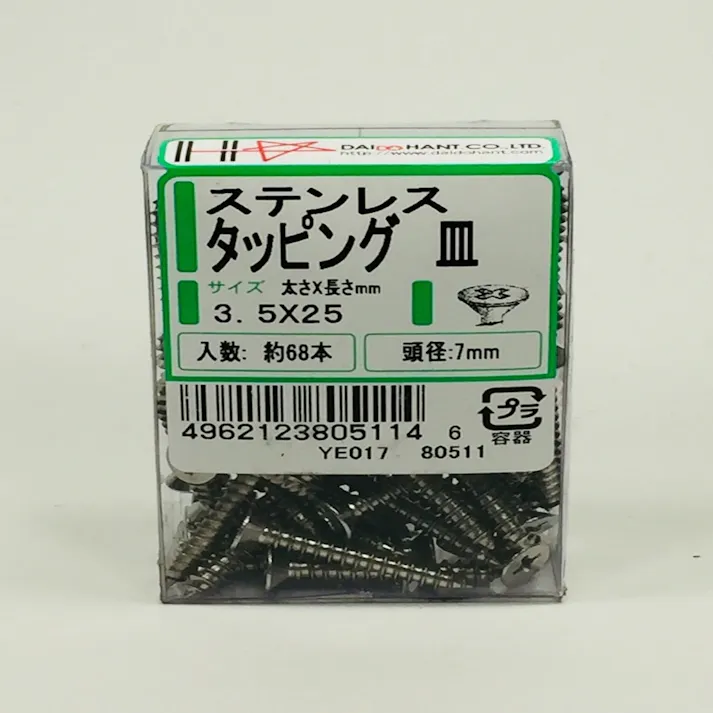 DAIDOHANT CO.,LTD.
http://www.daidohant.com
ステンレス
タッピング 皿
サイズ 太さX長さmm
3.5X25
入数: 約68本
頭径:7mm
4962123805114 6
プラ
容器
YE017 80511